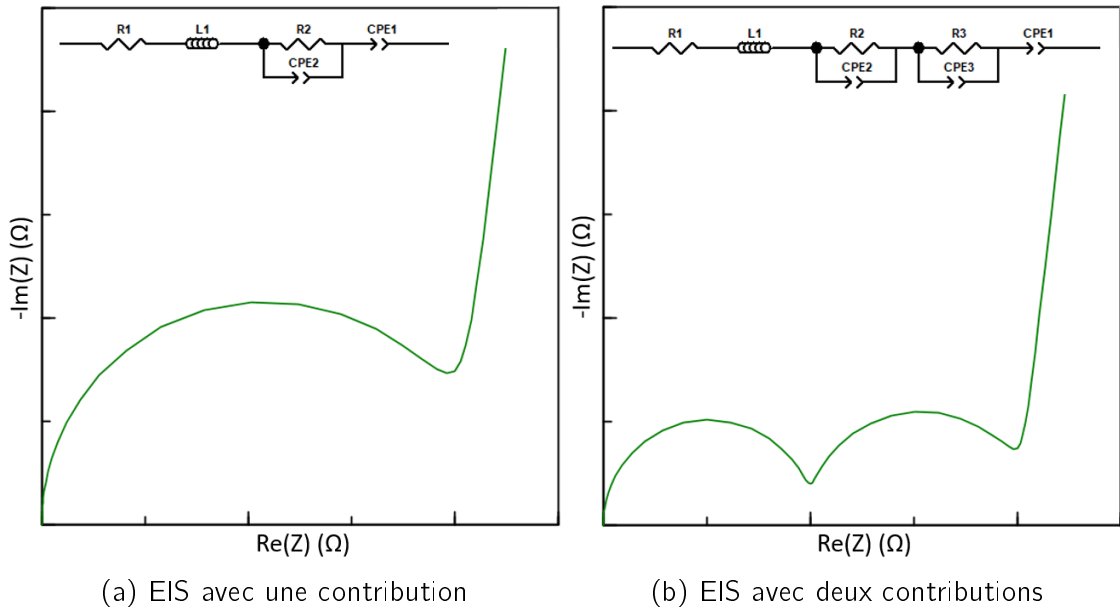 R1 L1 R2 CPE1
CPE2
-Im(Z) (Ω)
Re(Z) (Ω)
(a) EIS avec une contribution
R1 L1 R2 R3 CPE1
CPE2 CPE3
-Im(Z) (Ω)
Re(Z) (Ω)
(b) EIS avec deux contributions